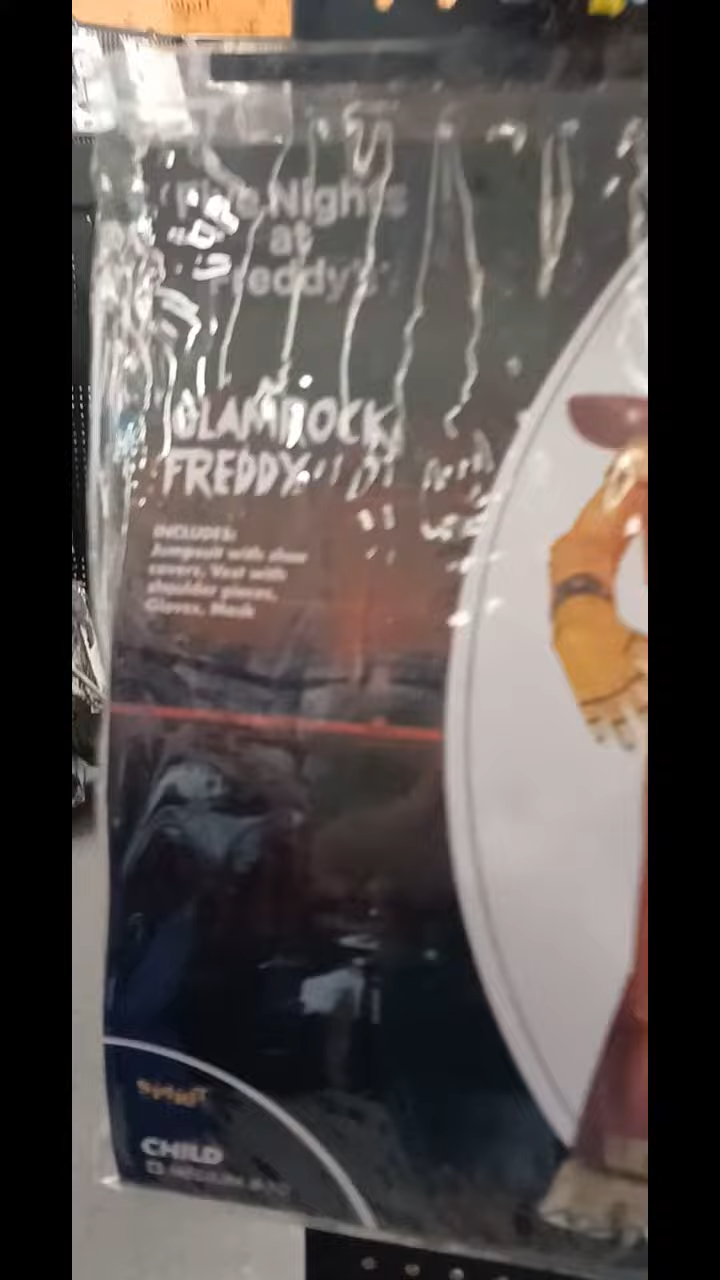 Five Nights
at
Freddy's
GLAMROCK
FREDDY
INCLUDES:
Jumpsuit with shoe
covers, Vest with
shoulder pieces,
Gloves, Mask
spirit
CHILD
MEDIUM